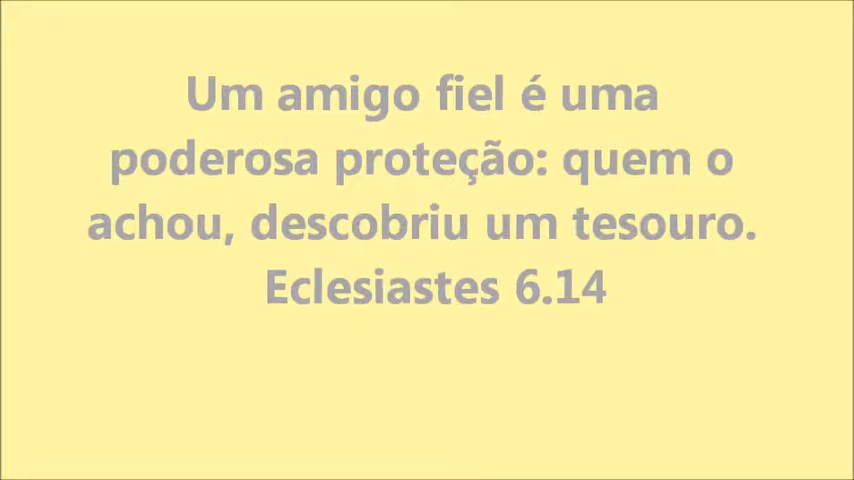 Um amigo fiel é uma
poderosa proteção: quem o
achou, descobriu um tesouro.
Eclesiastes 6.14